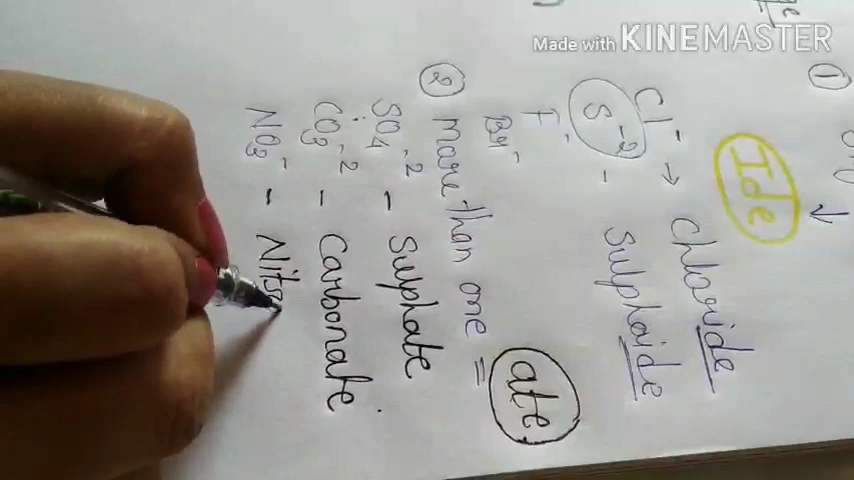 Made with KINEMASTER
①
Ide
Cl⁻ → Chloride
S⁻² - Sulphide
F⁻
Br⁻
② More than one = ate
SO₄⁻² - Sulphate
CO₃⁻² - Carbonate
NO₃⁻ - Nit